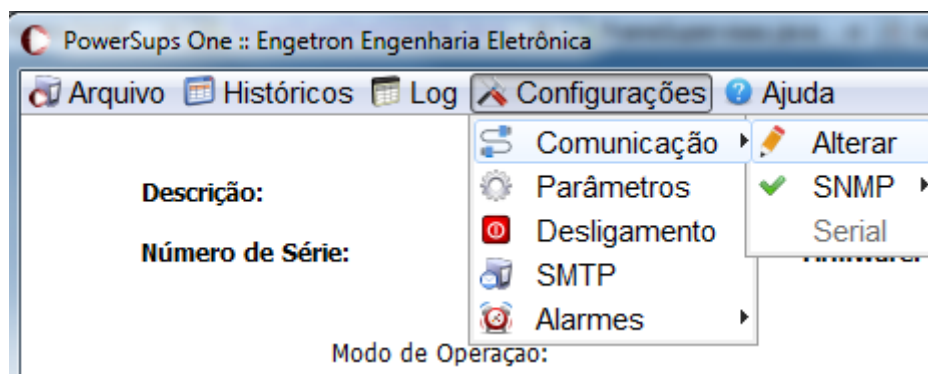 PowerSups One :: Engetron Engenharia Eletrônica
Arquivo Históricos Log Configurações Ajuda
Comunicação Alterar
Descrição: Parâmetros SNMP
Desligamento Serial
Número de Série:
SMTP
Alarmes
Modo de Operação: